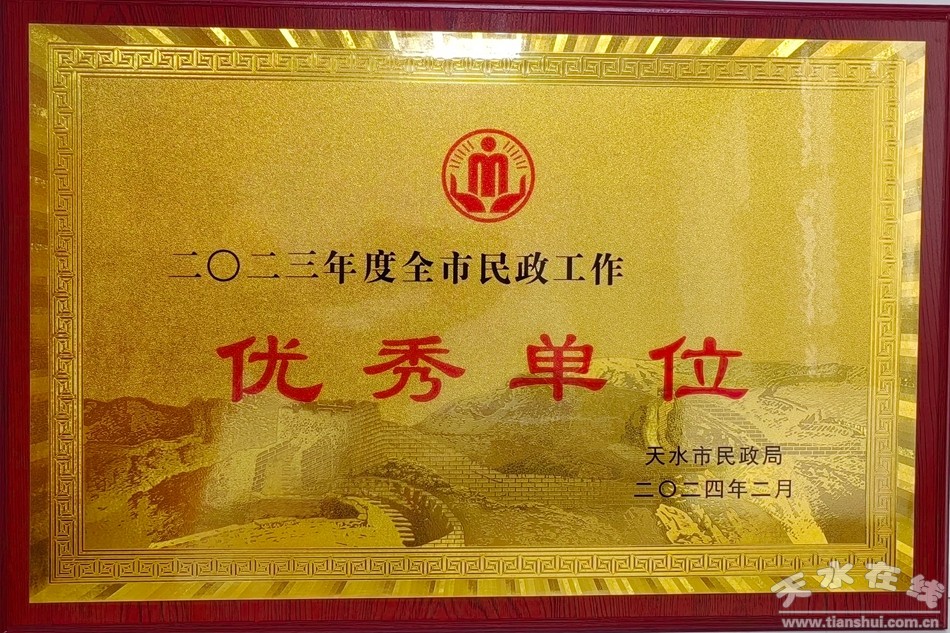 二〇二三年度全市民政工作
优秀单位
天水市民政局
二〇二四年二月
天水在线
www.tianshui.com.cn